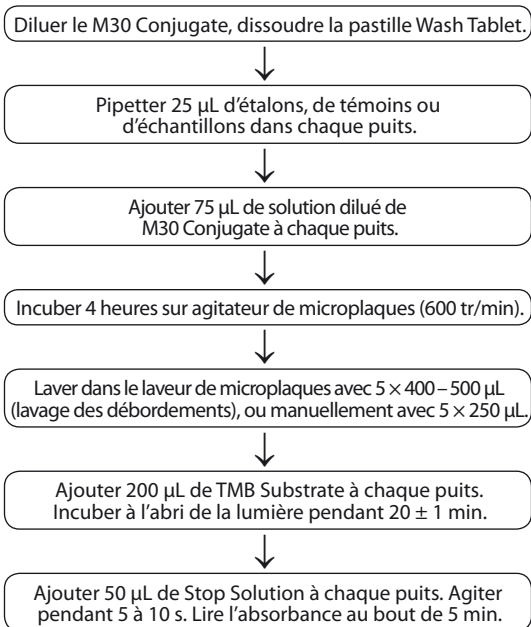 Diluer le M30 Conjugate, dissoudre la pastille Wash Tablet.
Pipetter 25 µL d’étalons, de témoins ou
d’échantillons dans chaque puits.
Ajouter 75 µL de solution dilué de
M30 Conjugate à chaque puits.
Incuber 4 heures sur agitateur de microplaques (600 tr/min).
Laver dans le laveur de microplaques avec 5 × 400 – 500 µL
(lavage des débordements), ou manuellement avec 5 × 250 µL.
Ajouter 200 µL de TMB Substrate à chaque puits.
Incuber à l’abri de la lumière pendant 20 ± 1 min.
Ajouter 50 µL de Stop Solution à chaque puits. Agiter
pendant 5 à 10 s. Lire l’absorbance au bout de 5 min.